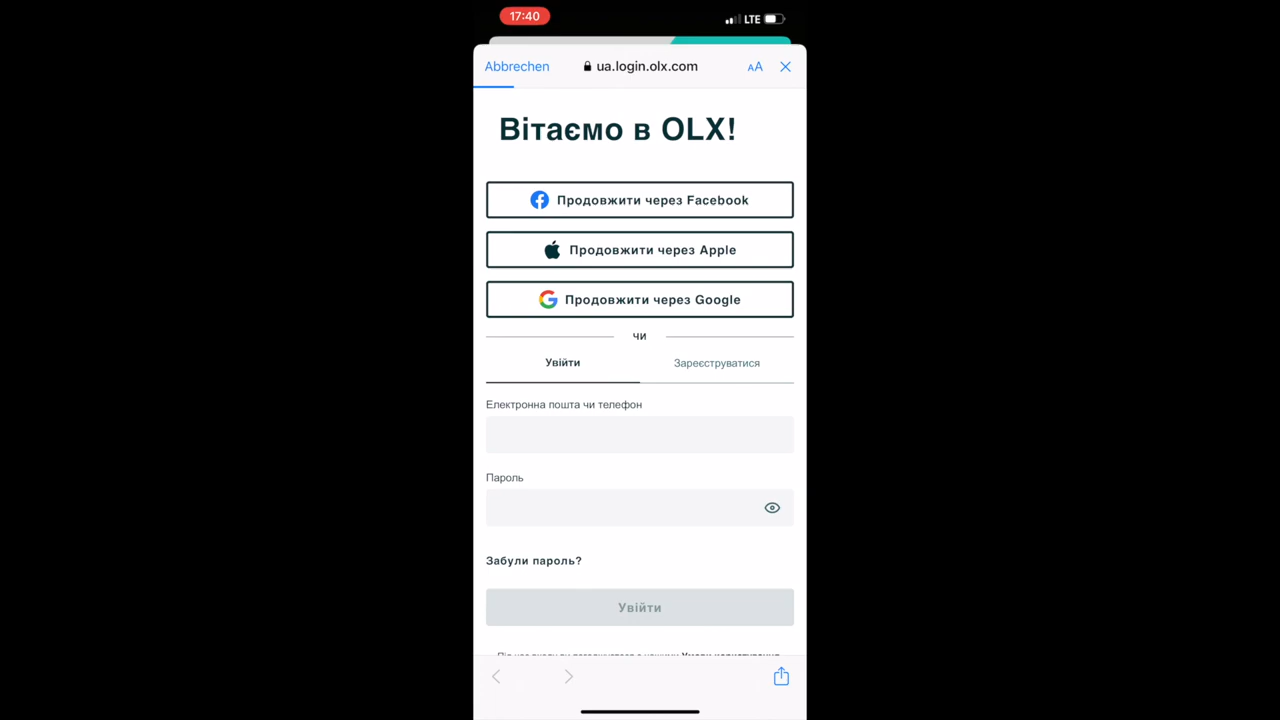 17:40
LTE
Abbrechen
ua.login.olx.com
AA
Вітаємо в OLX!
Продовжити через Facebook
Продовжити через Apple
Продовжити через Google
чи
Увійти
Зареєструватися
Електронна пошта чи телефон
Пароль
Забули пароль?
Увійти